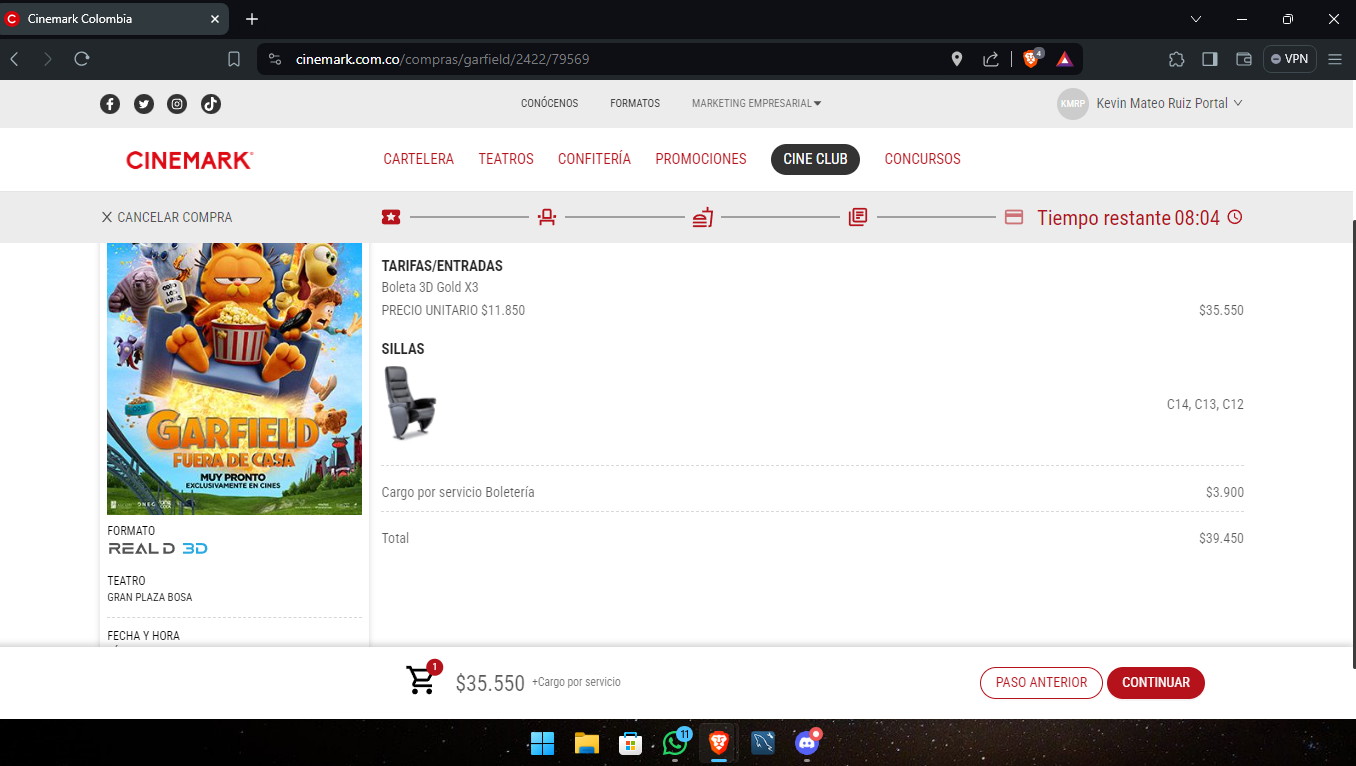 Cinemark Colombia
cinemark.com.co/compras/garfield/2422/79569
4
VPN
CONÓCENOS
FORMATOS
MARKETING EMPRESARIAL
KMRP
Kevin Mateo Ruiz Portal
CINEMARK
CARTELERA
TEATROS
CONFITERÍA
PROMOCIONES
CINE CLUB
CONCURSOS
CANCELAR COMPRA
Tiempo restante 08:04
ODIO
LOS
LUNES
GARFIELD
FUERA DE CASA
MUY PRONTO
EXCLUSIVAMENTE EN CINES
FORMATO
REAL D 3D
TEATRO
GRAN PLAZA BOSA
FECHA Y HORA
TARIFAS/ENTRADAS
Boleta 3D Gold X3
PRECIO UNITARIO $11.850
$35.550
SILLAS
C14, C13, C12
Cargo por servicio Boletería
$3.900
Total
$39.450
1
$35.550
+Cargo por servicio
PASO ANTERIOR
CONTINUAR
11